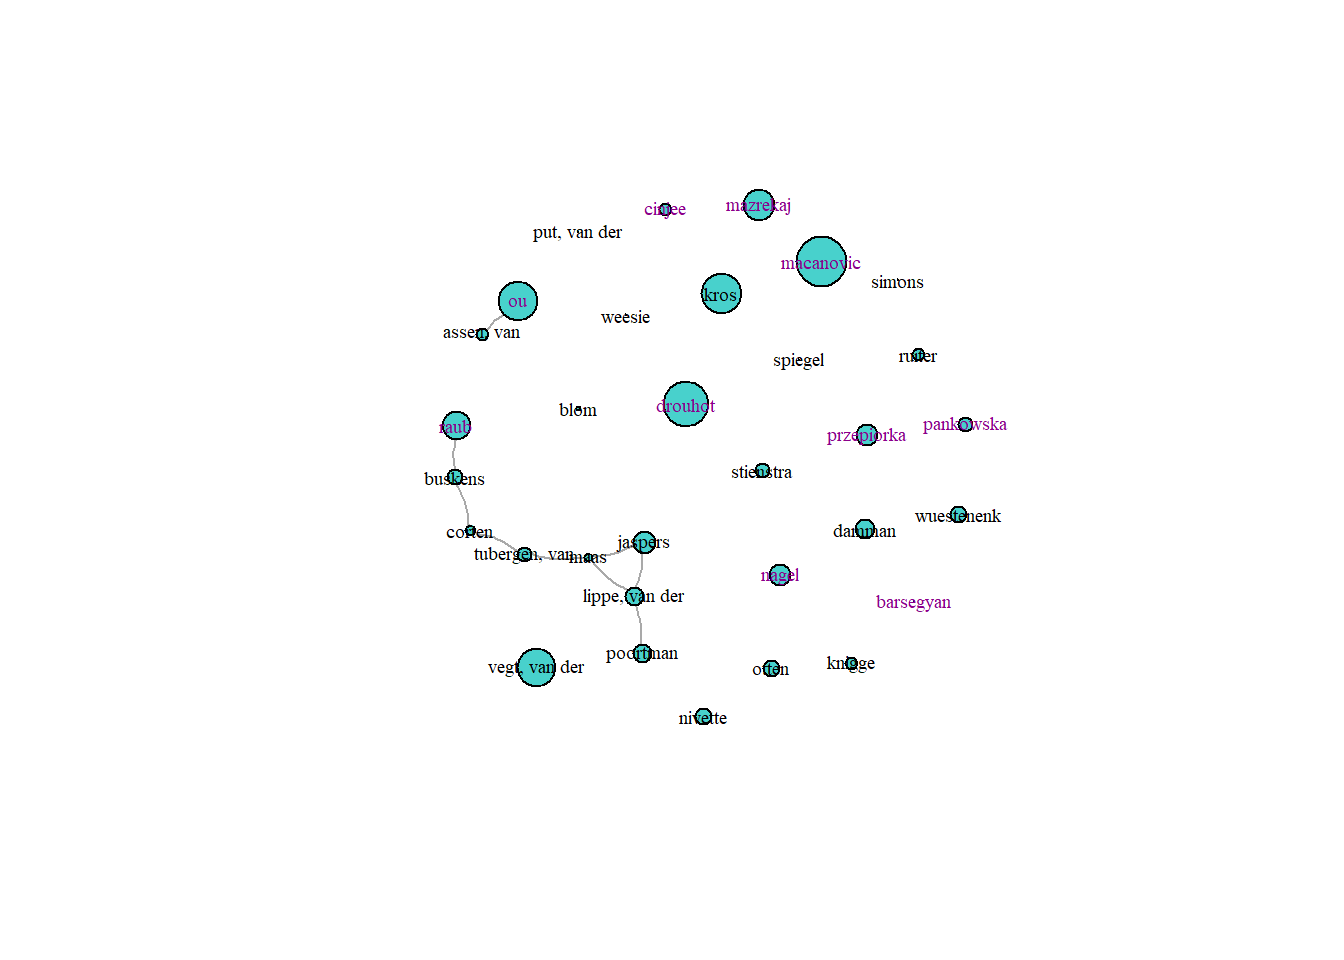 cinjee
mazrekaj
put, van der
macanovic
simons
ou
kros
weesie
assen, van
spiegel
ruiter
blom
drouhot
raub
przepiorka
pankowska
buskens
stienstra
corten
tubergen, van
maas
jaspers
damman
wuestenenk
nagel
lippe, van der
barsegyan
vegt, van der
poortman
otten
knigge
nivette